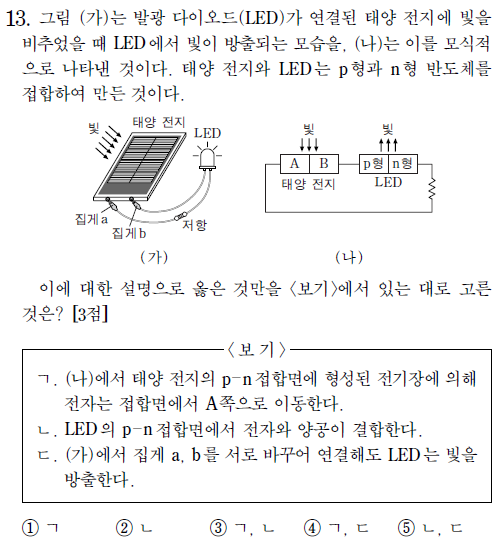 13. 그림 (가)는 발광 다이오드(LED)가 연결된 태양 전지에 빛을
비추었을 때 LED에서 빛이 방출되는 모습을, (나)는 이를 모식적
으로 나타낸 것이다. 태양 전지와 LED는 p형과 n형 반도체를
접합하여 만든 것이다.
빛
태양 전지
LED
집게a
집게b
저항
(가)
빛
빛
A B
p형 n형
태양 전지
LED
(나)
이에 대한 설명으로 옳은 것만을 <보기>에서 있는 대로 고른
것은? [3점]
<보 기>
ㄱ. (나)에서 태양 전지의 p-n접합면에 형성된 전기장에 의해
전자는 접합면에서 A쪽으로 이동한다.
ㄴ. LED의 p-n접합면에서 전자와 양공이 결합한다.
ㄷ. (가)에서 집게 a, b를 서로 바꾸어 연결해도 LED는 빛을
방출한다.
① ㄱ ② ㄴ ③ ㄱ, ㄴ ④ ㄱ, ㄷ ⑤ ㄴ, ㄷ